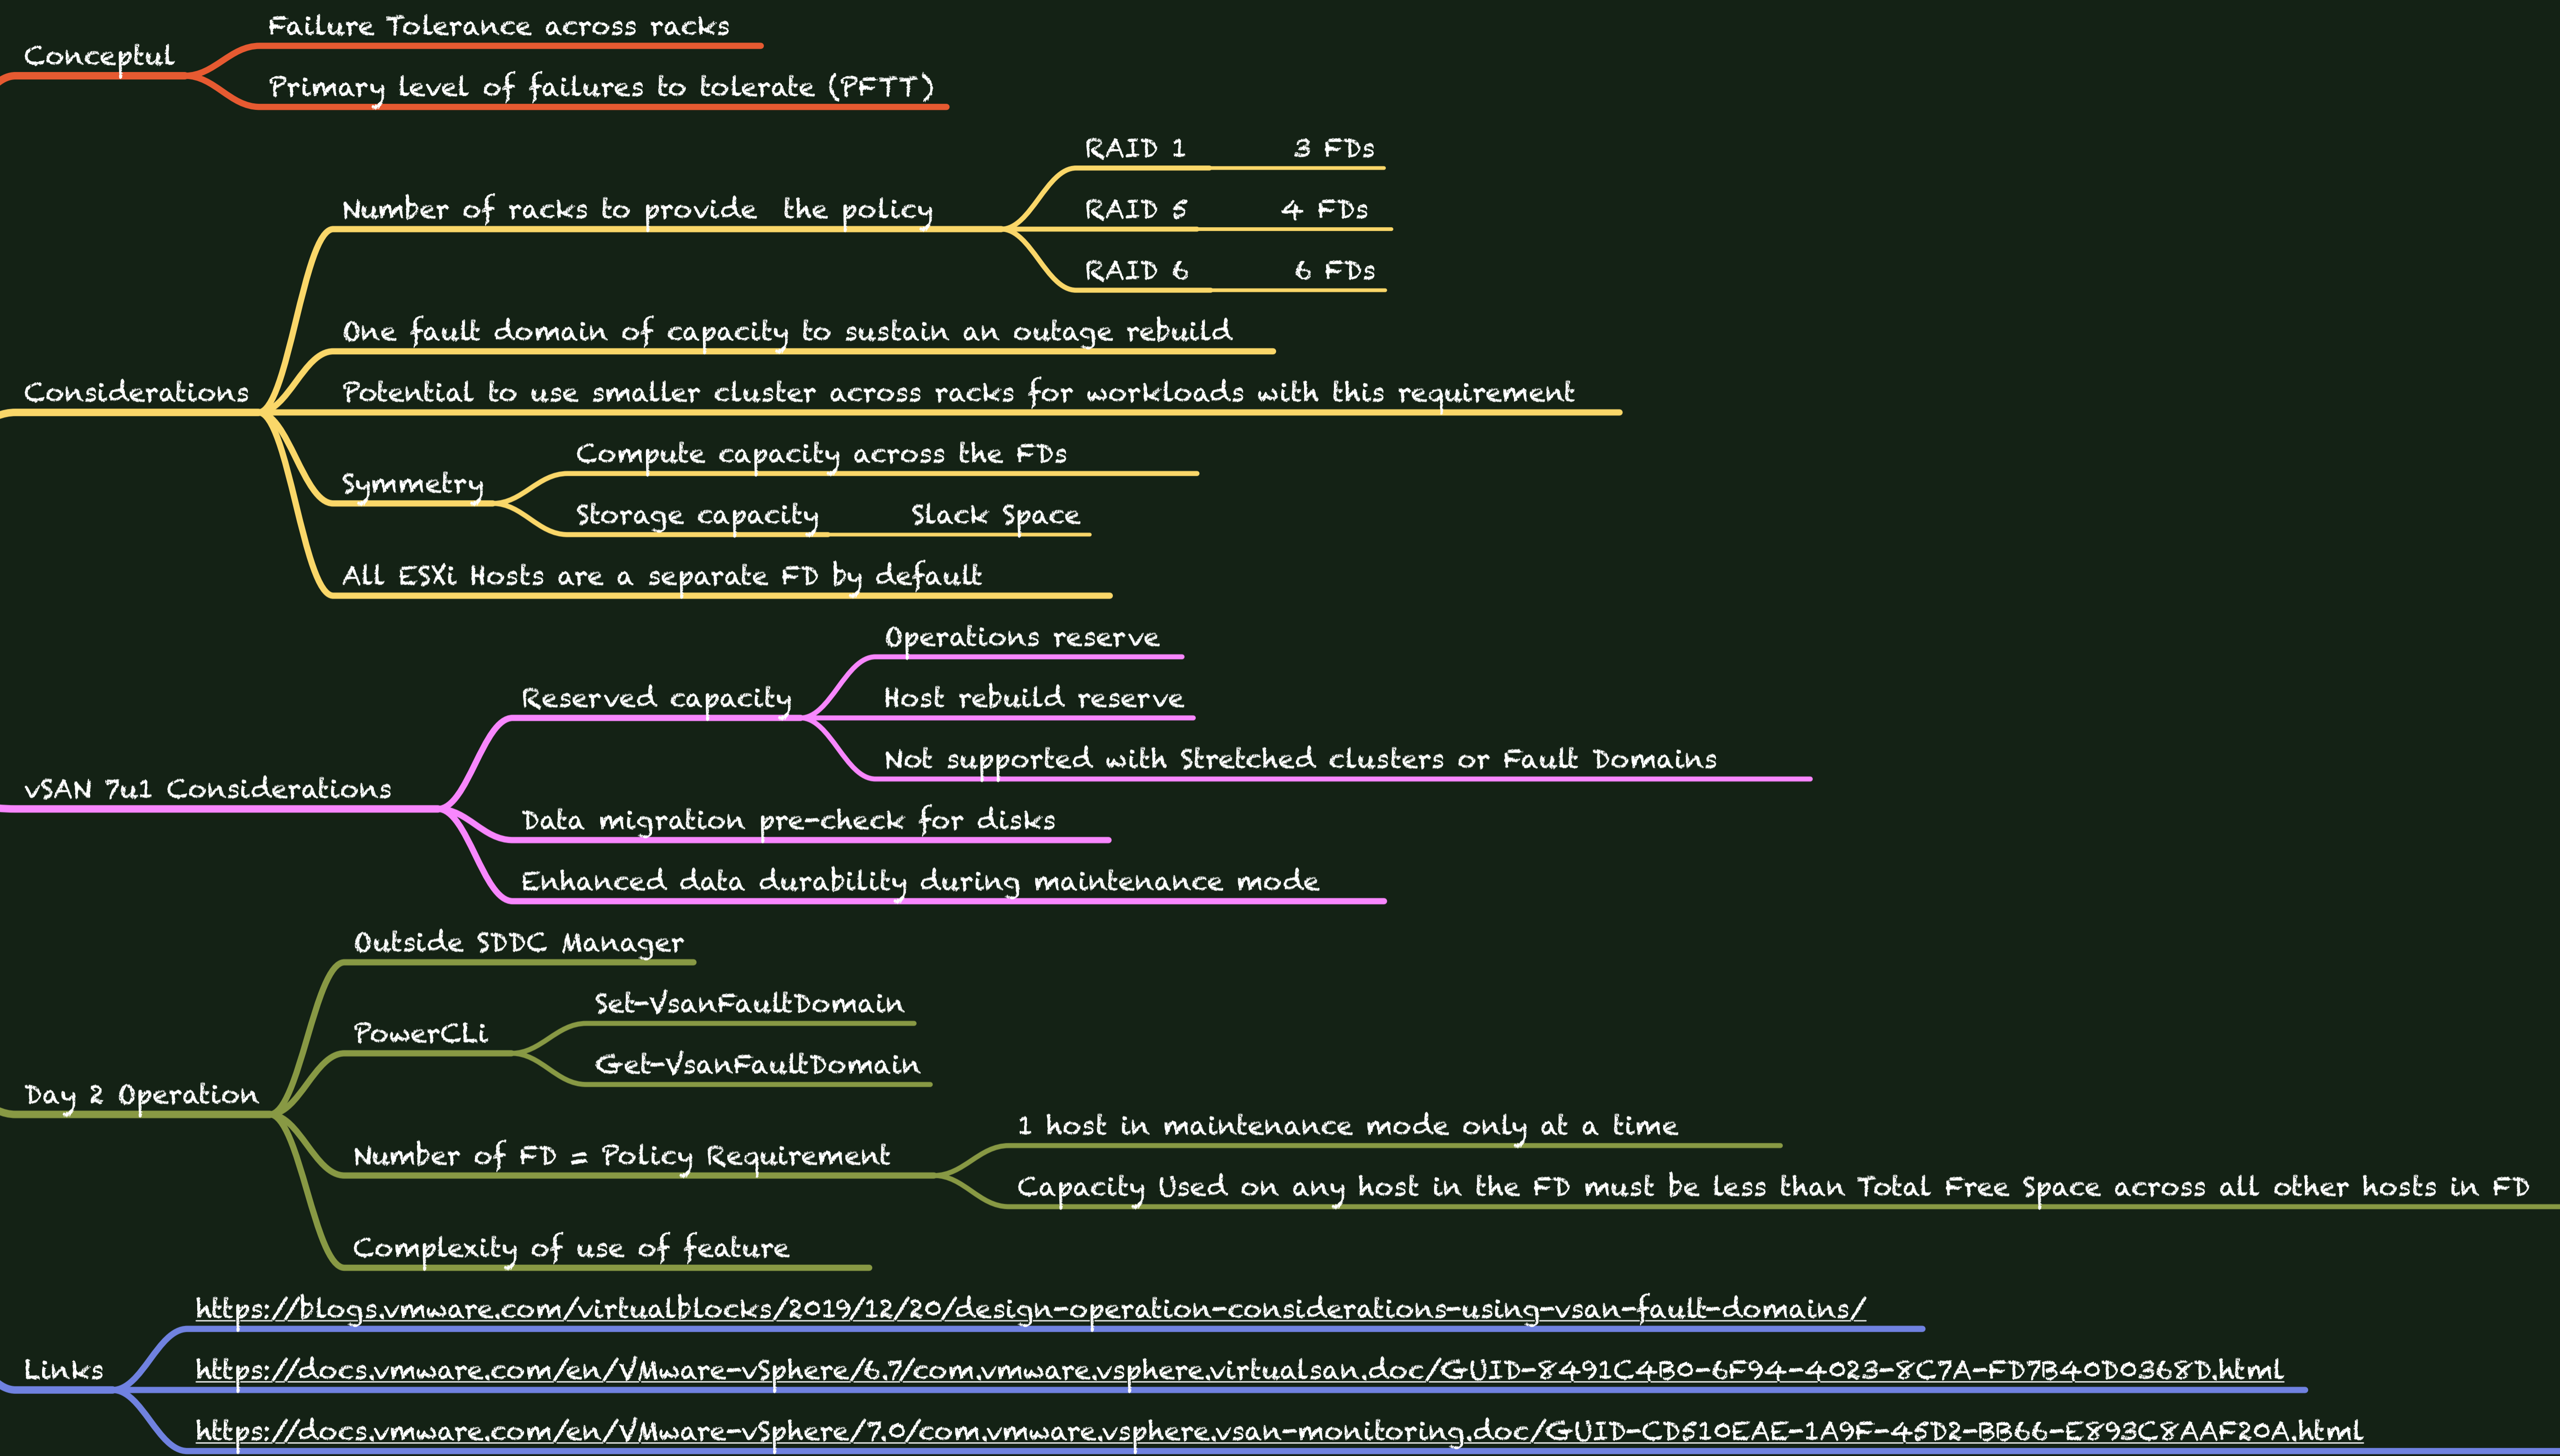 Conceptul
Failure Tolerance across racks
Primary level of failures to tolerate (PFTT)
Considerations
Number of racks to provide the policy
RAID 1
3 FDs
RAID 5
4 FDs
RAID 6
6 FDs
One fault domain of capacity to sustain an outage rebuild
Potential to use smaller cluster across racks for workloads with this requirement
Symmetry
Compute capacity across the FDs
Storage capacity
Slack Space
All ESXi Hosts are a separate FD by default
vSAN 7u1 Considerations
Reserved capacity
Operations reserve
Host rebuild reserve
Not supported with Stretched clusters or Fault Domains
Data migration pre-check for disks
Enhanced data durability during maintenance mode
Day 2 Operation
Outside SDDC Manager
PowerCLi
Set-VsanFaultDomain
Get-VsanFaultDomain
Number of FD = Policy Requirement
1 host in maintenance mode only at a time
Capacity Used on any host in the FD must be less than Total Free Space across all other hosts in FD
Complexity of use of feature
Links
https://blogs.vmware.com/virtualblocks/2019/12/20/design-operation-considerations-using-vsan-fault-domains/
https://docs.vmware.com/en/VMware-vSphere/6.7/com.vmware.vsphere.virtualsan.doc/GUID-8491C4B0-6F94-4023-8C7A-FD7B40D0368D.html
https://docs.vmware.com/en/VMware-vSphere/7.0/com.vmware.vsphere.vsan-monitoring.doc/GUID-CD510EAE-1A9F-45D2-BB66-E893C8AAF20A.html